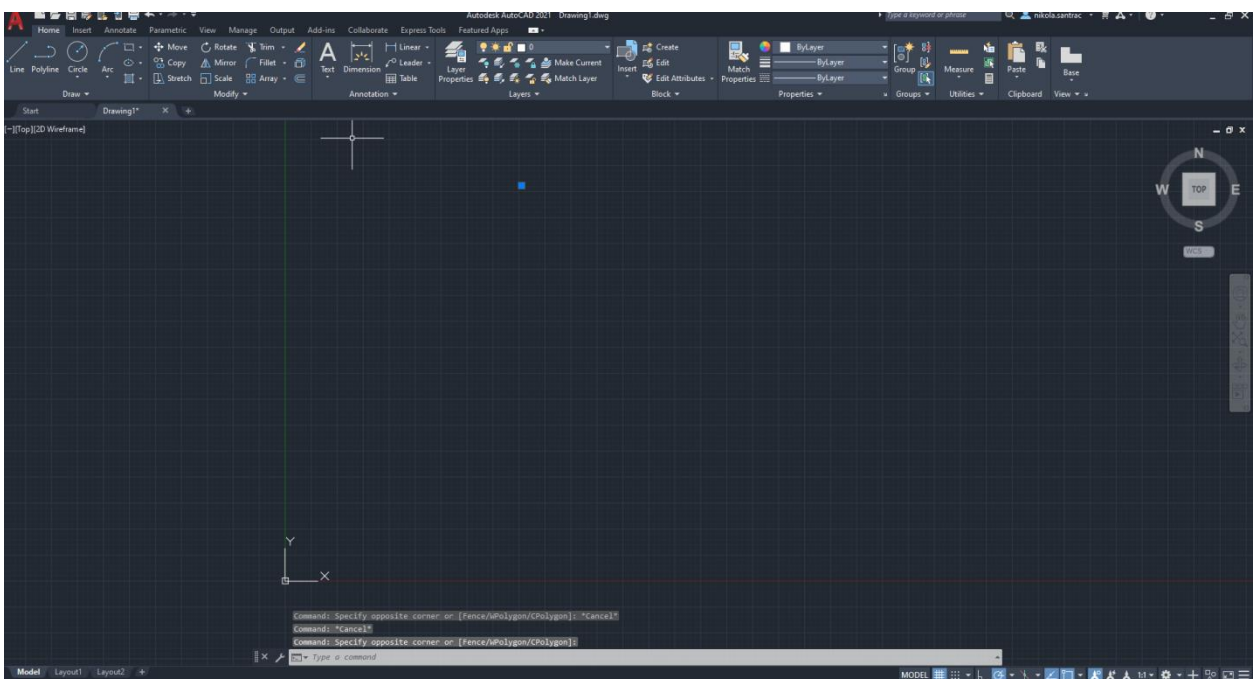 A Autodesk AutoCAD 2021 Drawing1.dwg Type a keyword or phrase nikola.santrac
Home Insert Annotate Parametric View Manage Output Add-ins Collaborate Express Tools Featured Apps
Move Rotate Trim Linear 0 Create ByLayer
Copy Mirror Fillet Leader Make Current Edit ByLayer
Line Polyline Circle Arc Text Dimension Layer Properties Insert Match Properties Group Measure Paste Base
Stretch Scale Array Table Match Layer Edit Attributes ByLayer
Draw Modify Annotation Layers Block Properties Groups Utilities Clipboard View
Start Drawing1*
[-][Top][2D Wireframe]
N
W TOP E
S
WCS
Y
X
Command: Specify opposite corner or [Fence/WPolygon/CPolygon]: *Cancel*
Command: *Cancel*
Command: Specify opposite corner or [Fence/WPolygon/CPolygon]:
Type a command
Model Layout1 Layout2 + MODEL 1:1